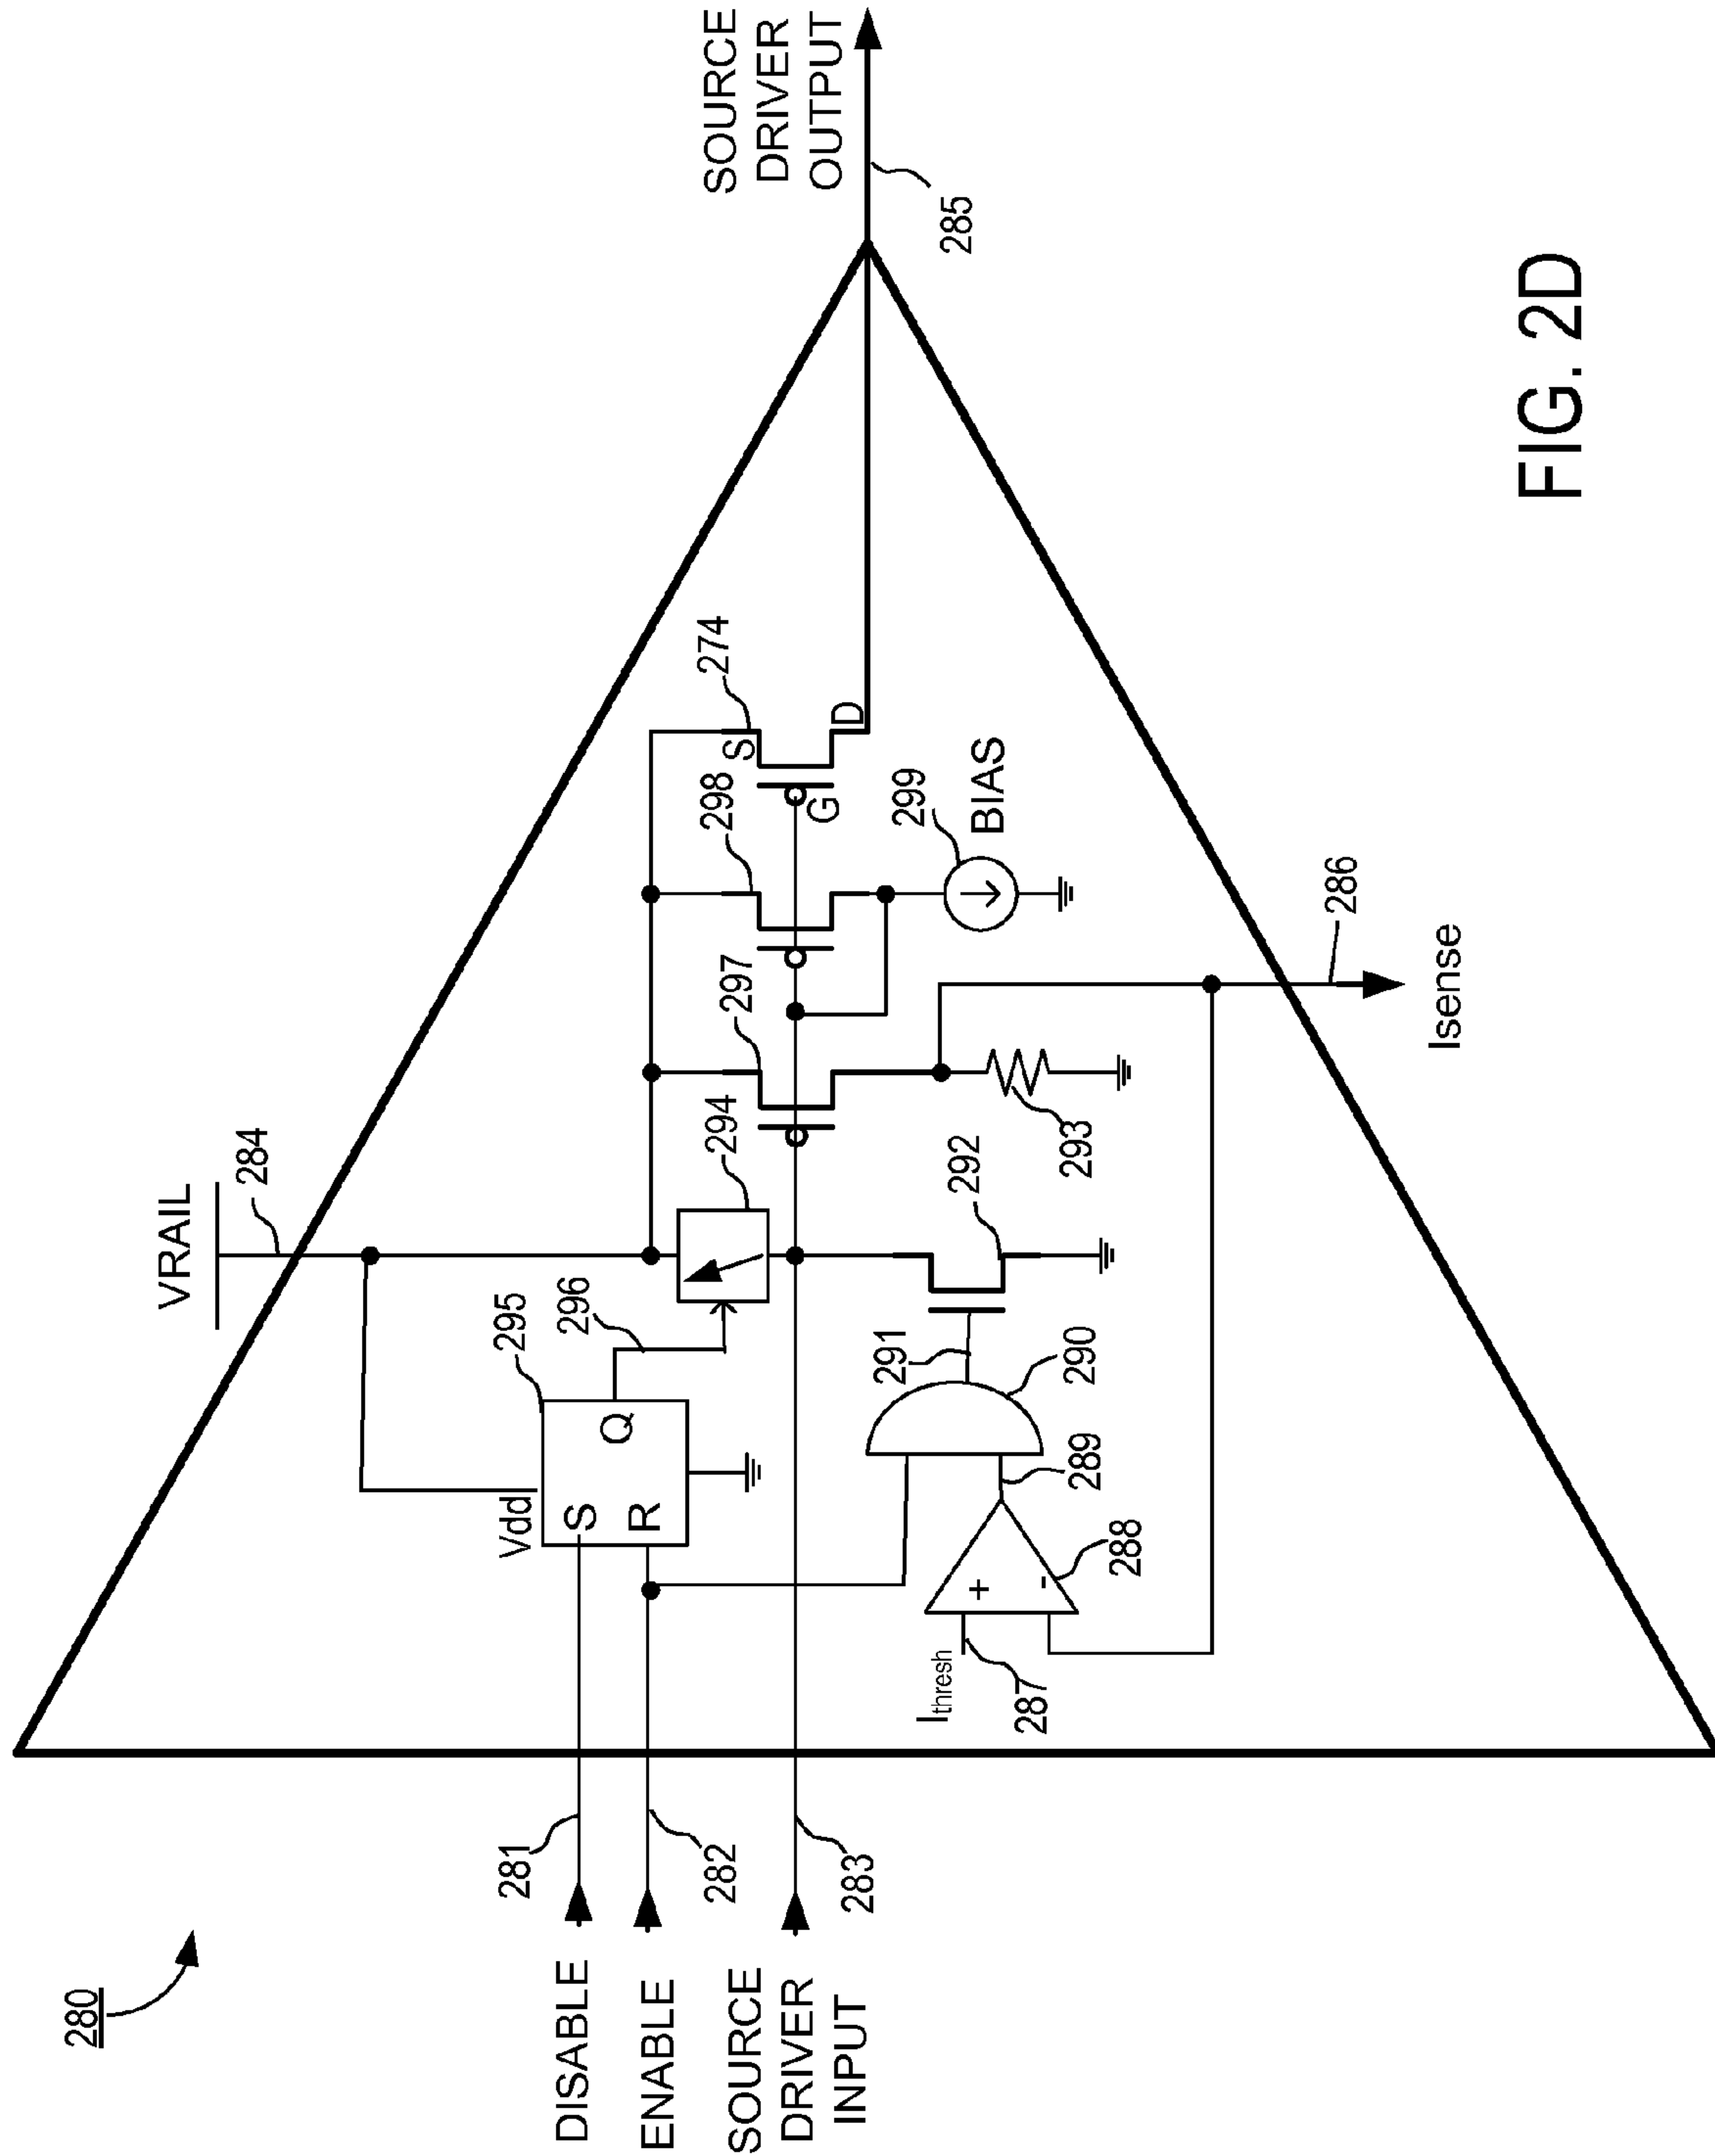 280
VRAIL
284
DISABLE
281
ENABLE
282
SOURCE
DRIVER
INPUT
283
Vdd
S
R
Q
295
296
294
297
298
S
G
D
274
SOURCE
DRIVER
OUTPUT
285
Ithresh
287
+
-
288
289
290
291
292
293
299
BIAS
286
Isense
FIG. 2D